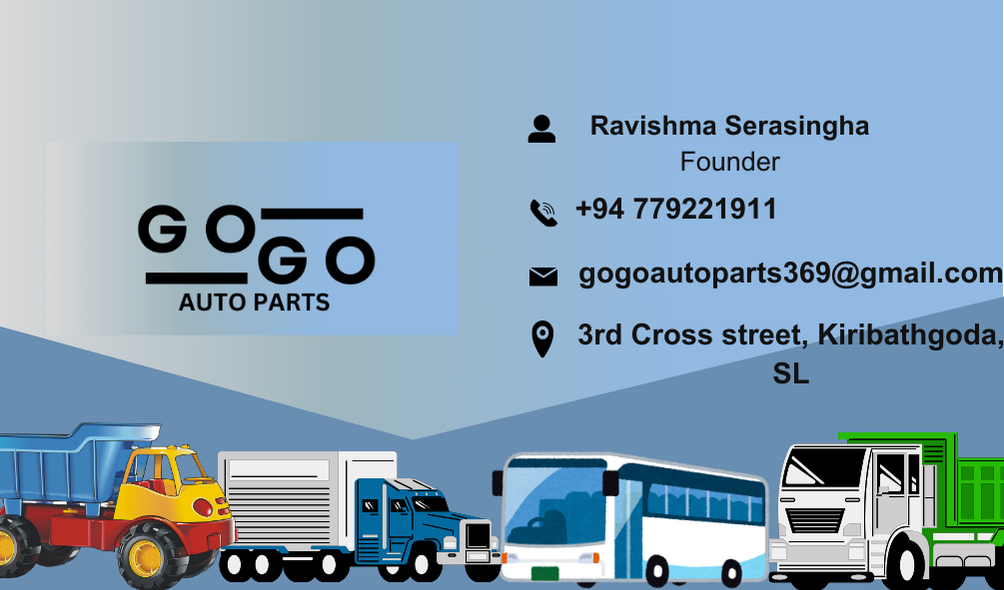 GO
GO
AUTO PARTS
Ravishma Serasingha
Founder
+94 779221911
gogoautoparts369@gmail.com
3rd Cross street, Kiribathgoda,
SL